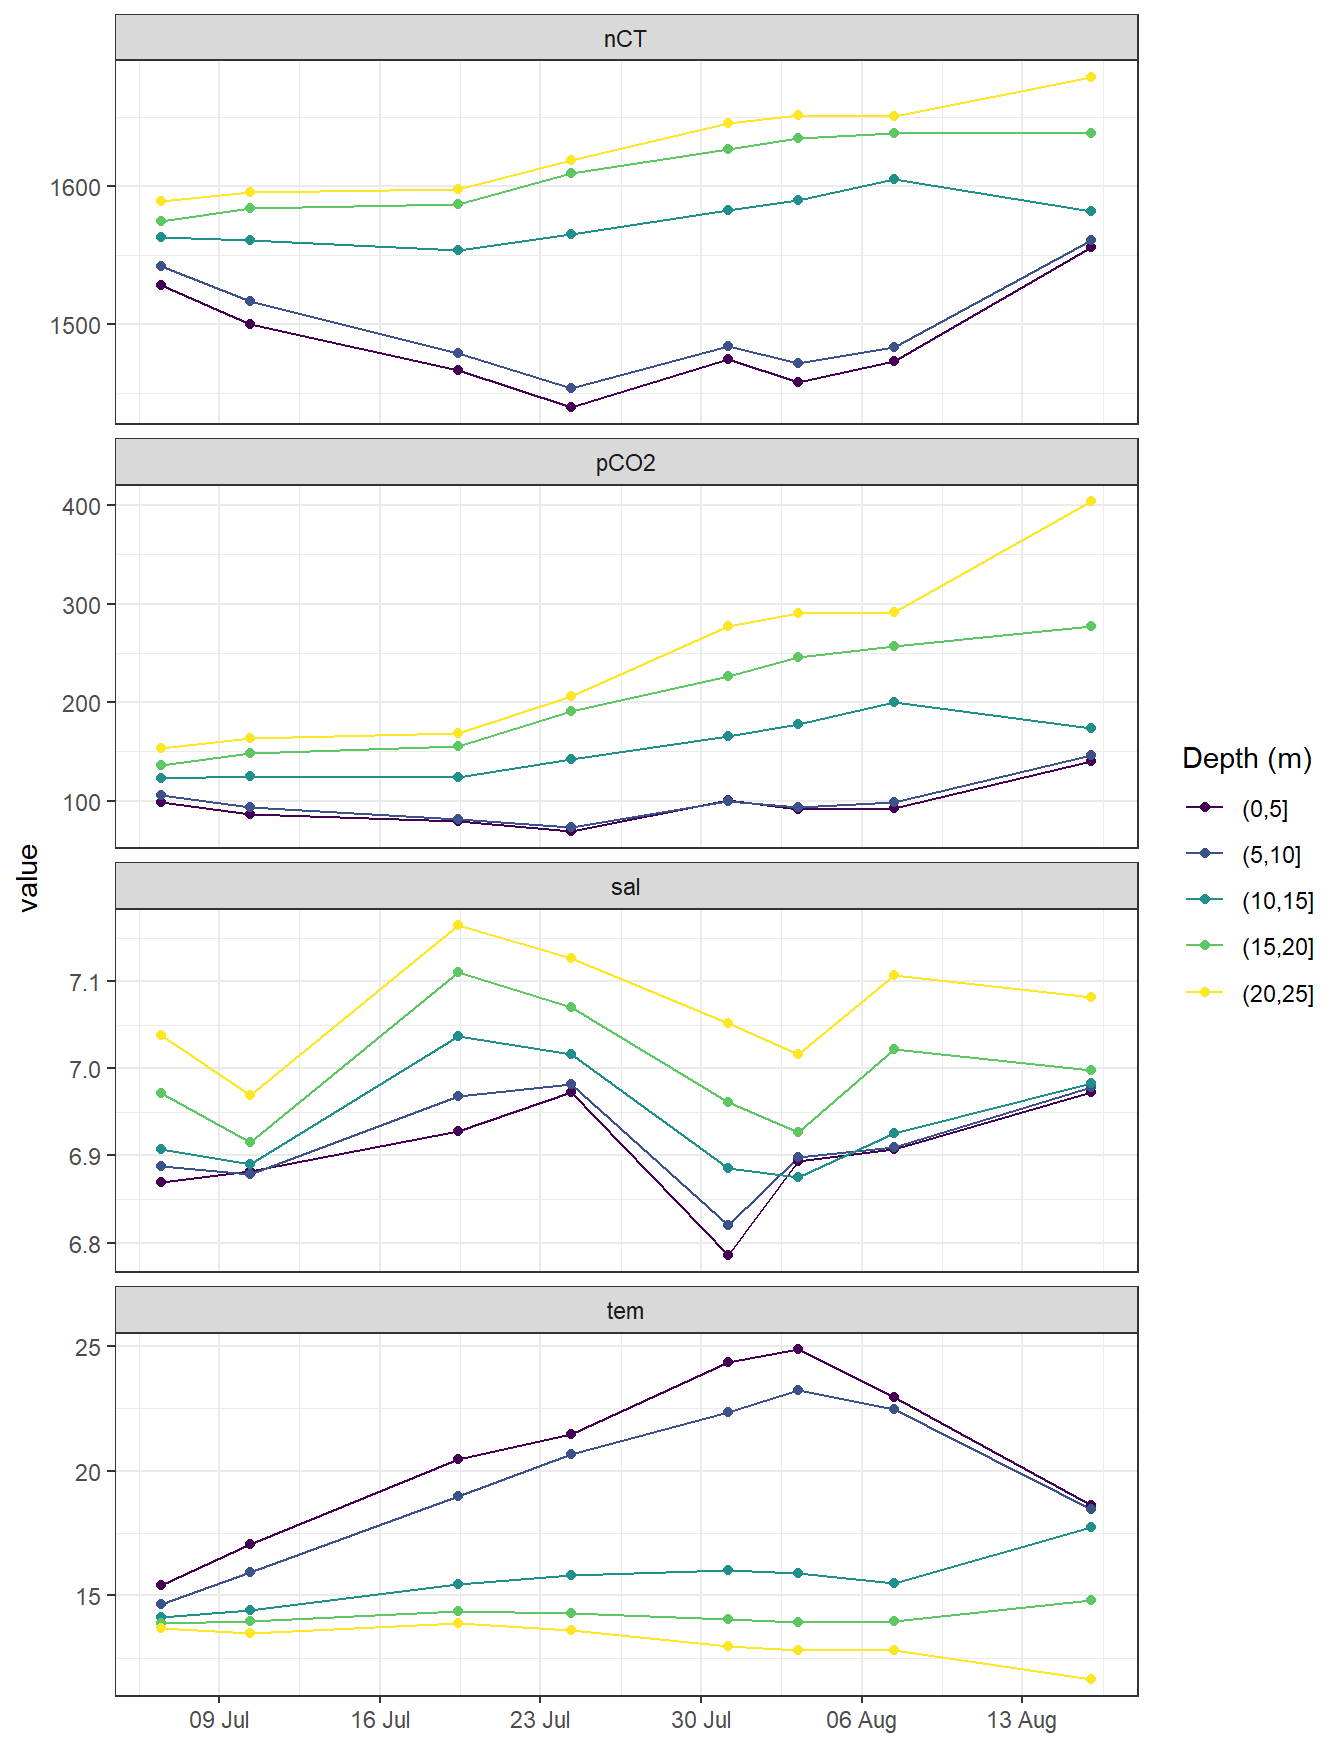 nCT
1600
1500
pCO2
400
300
200
100
sal
7.1
7.0
6.9
6.8
tem
25
20
15
09 Jul
16 Jul
23 Jul
30 Jul
06 Aug
13 Aug
value
Depth (m)
(0,5]
(5,10]
(10,15]
(15,20]
(20,25]